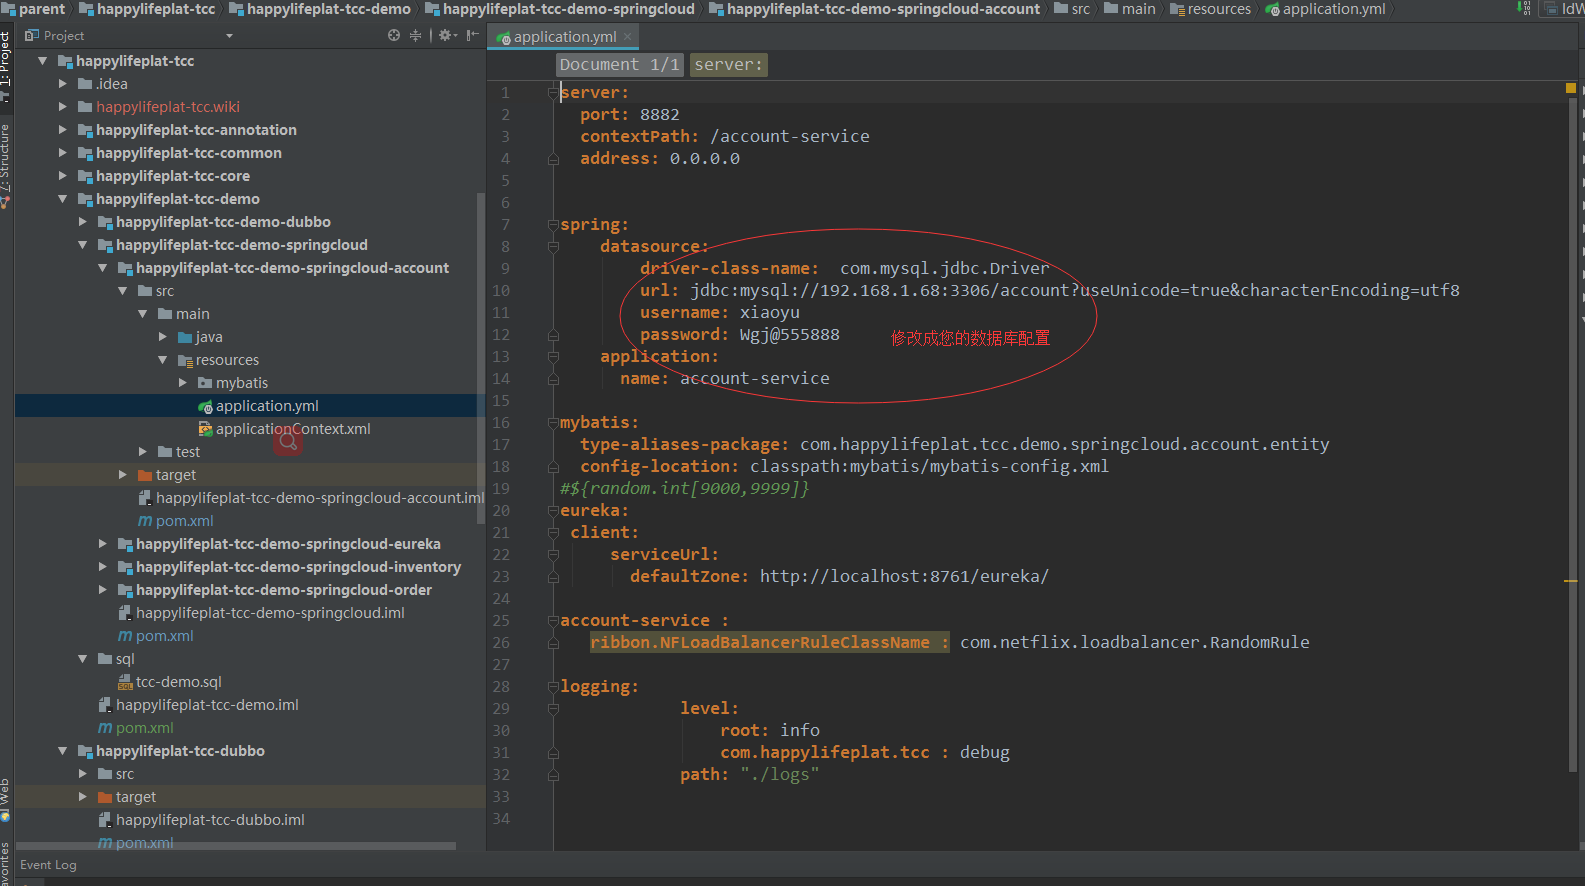 parent happylifeplat-tcc happylifeplat-tcc-demo happylifeplat-tcc-demo-springcloud happylifeplat-tcc-demo-springcloud-account src main resources application.yml
Project
application.yml
1: Project
7: Structure
Web
Document 1/1 server:
happylifeplat-tcc
.idea
happylifeplat-tcc.wiki
happylifeplat-tcc-annotation
happylifeplat-tcc-common
happylifeplat-tcc-core
happylifeplat-tcc-demo
happylifeplat-tcc-demo-dubbo
happylifeplat-tcc-demo-springcloud
happylifeplat-tcc-demo-springcloud-account
src
main
java
resources
mybatis
application.yml
applicationContext.xml
test
target
happylifeplat-tcc-demo-springcloud-account.iml
pom.xml
happylifeplat-tcc-demo-springcloud-eureka
happylifeplat-tcc-demo-springcloud-inventory
happylifeplat-tcc-demo-springcloud-order
happylifeplat-tcc-demo-springcloud.iml
pom.xml
sql
tcc-demo.sql
happylifeplat-tcc-demo.iml
pom.xml
happylifeplat-tcc-dubbo
src
target
happylifeplat-tcc-dubbo.iml
pom.xml
1 server:
2 port: 8882
3 contextPath: /account-service
4 address: 0.0.0.0
5
6
7 spring:
8 datasource:
9 driver-class-name:  com.mysql.jdbc.Driver
10 url: jdbc:mysql://192.168.1.68:3306/account?useUnicode=true&characterEncoding=utf8
11 username: xiaoyu
12 password: Wgj@555888 修改成您的数据库配置
13 application:
14 name: account-service
15
16 mybatis:
17 type-aliases-package: com.happylifeplat.tcc.demo.springcloud.account.entity
18 config-location: classpath:mybatis/mybatis-config.xml
19 #${random.int[9000,9999]}
20 eureka:
21 client:
22 serviceUrl:
23 defaultZone: http://localhost:8761/eureka/
24
25 account-service :
26 ribbon.NFLoadBalancerRuleClassName : com.netflix.loadbalancer.RandomRule
27
28 logging:
29 level:
30 root: info
31 com.happylifeplat.tcc : debug
32 path: "./logs"
33
34
Event Log